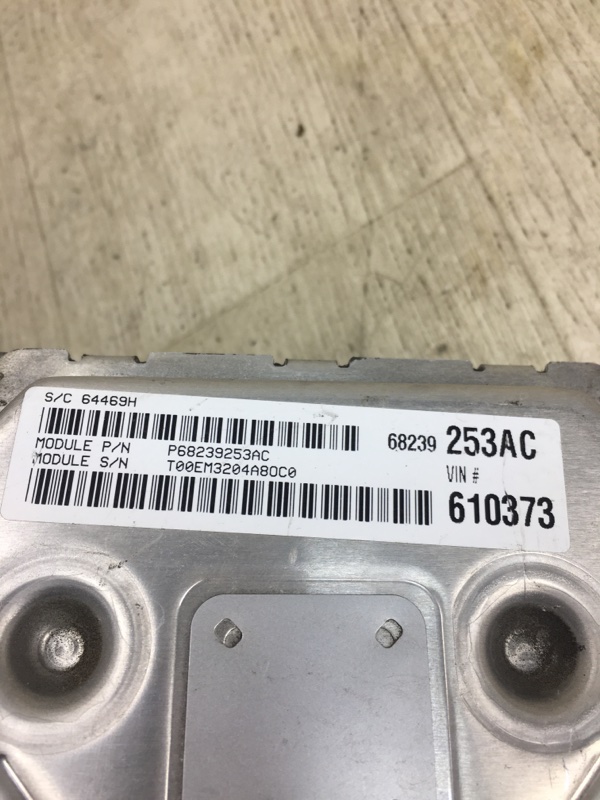 S/C 64469H
MODULE P/N P68239253AC
MODULE S/N T00EM3204A80C0
68239 253AC
VIN #
610373